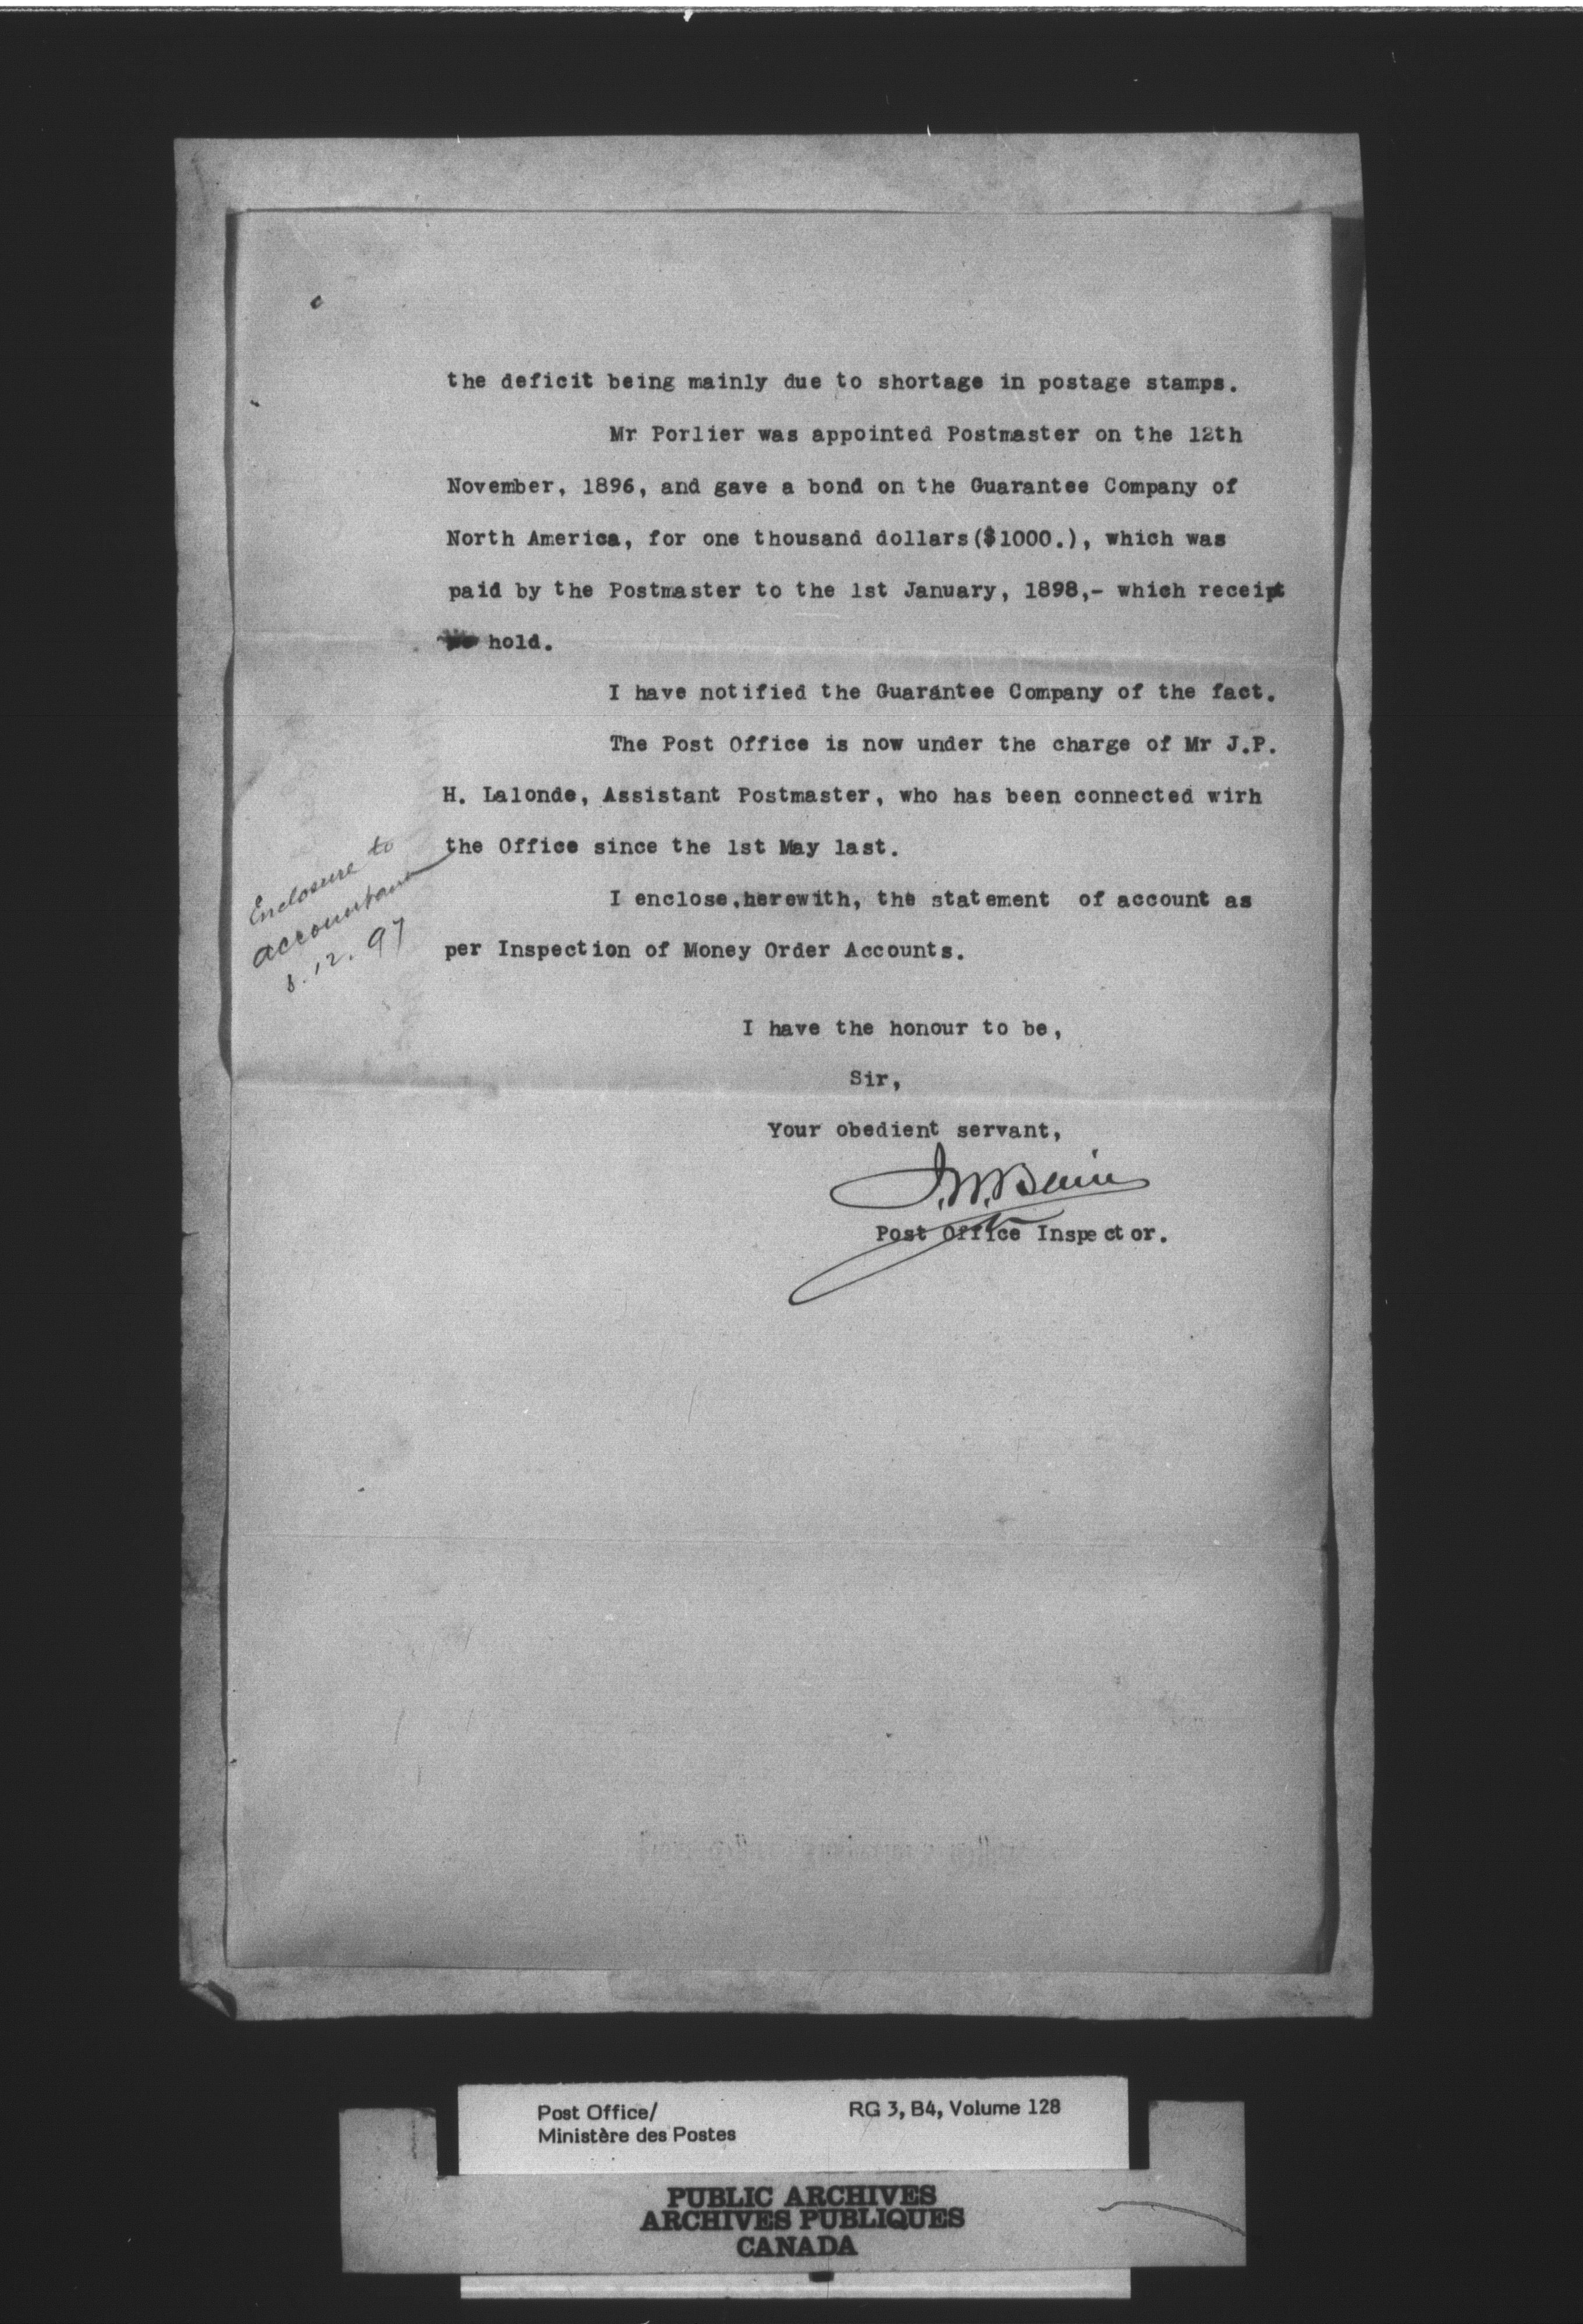 the deficit being mainly due to shortage in postage stamps.
Mr Porlier was appointed Postmaster on the 12th
November, 1896, and gave a bond on the Guarantee Company of
North America, for one thousand dollars($1000.), which was
paid by the Postmaster to the 1st January, 1898,- which receipt
hold.
I have notified the Guarantee Company of the fact.
The Post Office is now under the charge of Mr J.P.
H. Lalonde, Assistant Postmaster, who has been connected wirh
the Office since the 1st May last.
Enclosure to
accountant
8.12.97
I enclose,herewith, the statement of account as
per Inspection of Money Order Accounts.
I have the honour to be,
Sir,
Your obedient servant,
Post Office Inspector.
Post Office/
Ministère des Postes
RG 3, B4, Volume 128
PUBLIC ARCHIVES
ARCHIVES PUBLIQUES
CANADA